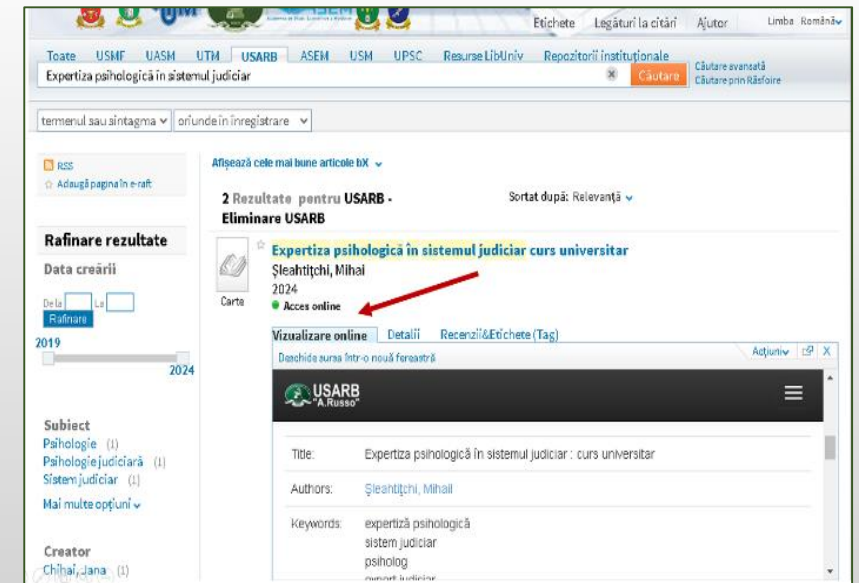 UTM
ASEM
Etichete Legături la citări Ajutor Limba Română
Toate USMF UASM UTM USARB ASEM USM UPSC Resurse LibUniv Repozitorii instituționale
Expertiza psihologică în sistemul judiciar
Căutare
Căutare avansată
Căutare prin Răsfoire
termenul sau sintagma oriunde în înregistrare
RSS
Adaugă pagina în e-raft
Afișează cele mai bune articole bX
2 Rezultate pentru USARB -
Eliminare USARB
Sortat după: Relevanță
Rafinare rezultate
Data creării
De la La
Rafinare
2019
2024
Subiect
Psihologie (1)
Psihologie judiciară (1)
Sistem judiciar (1)
Mai multe opțiuni
Creator
Chihai, Jana (1)
Carte
Expertiza psihologică în sistemul judiciar curs universitar
Șleahtițchi, Mihai
2024
Acces online
Vizualizare online Detalii Recenzii&Etichete (Tag)
Deschide sursa într-o nouă fereastră
Acțiuni X
USARB
"A.Russo"
Title: Expertiza psihologică în sistemul judiciar : curs universitar
Authors: Șleahtițchi, Mihail
Keywords: expertiză psihologică
sistem judiciar
psiholog
expert judiciar